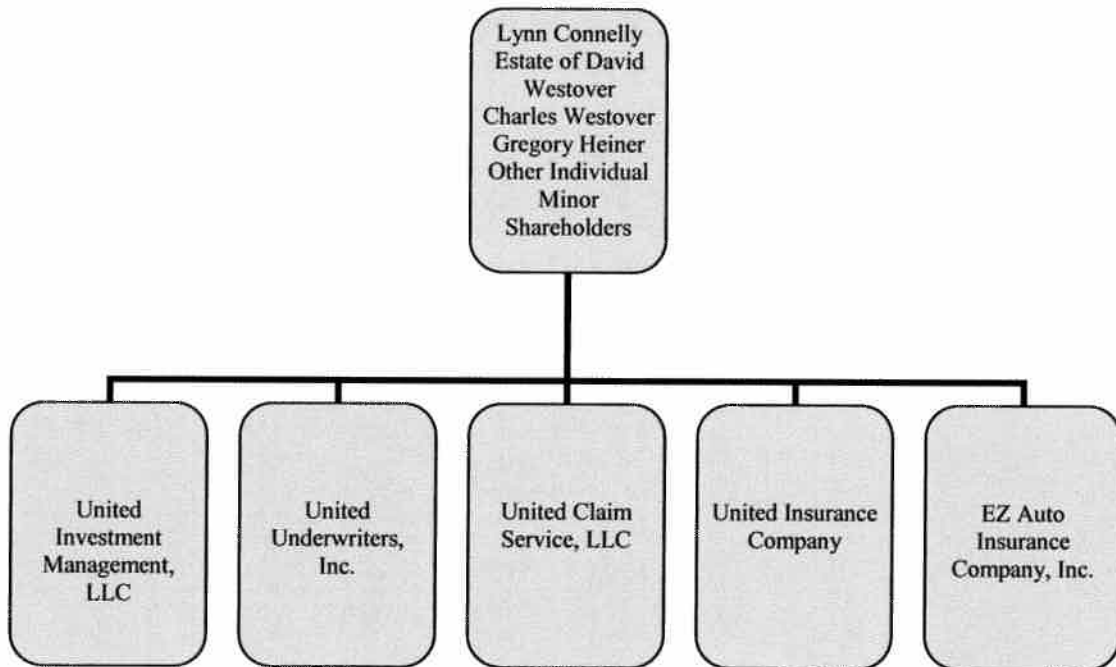 Lynn Connelly
Estate of David
Westover
Charles Westover
Gregory Heiner
Other Individual
Minor
Shareholders
United
Investment
Management,
LLC
United
Underwriters,
Inc.
United Claim
Service, LLC
United Insurance
Company
EZ Auto
Insurance
Company, Inc.